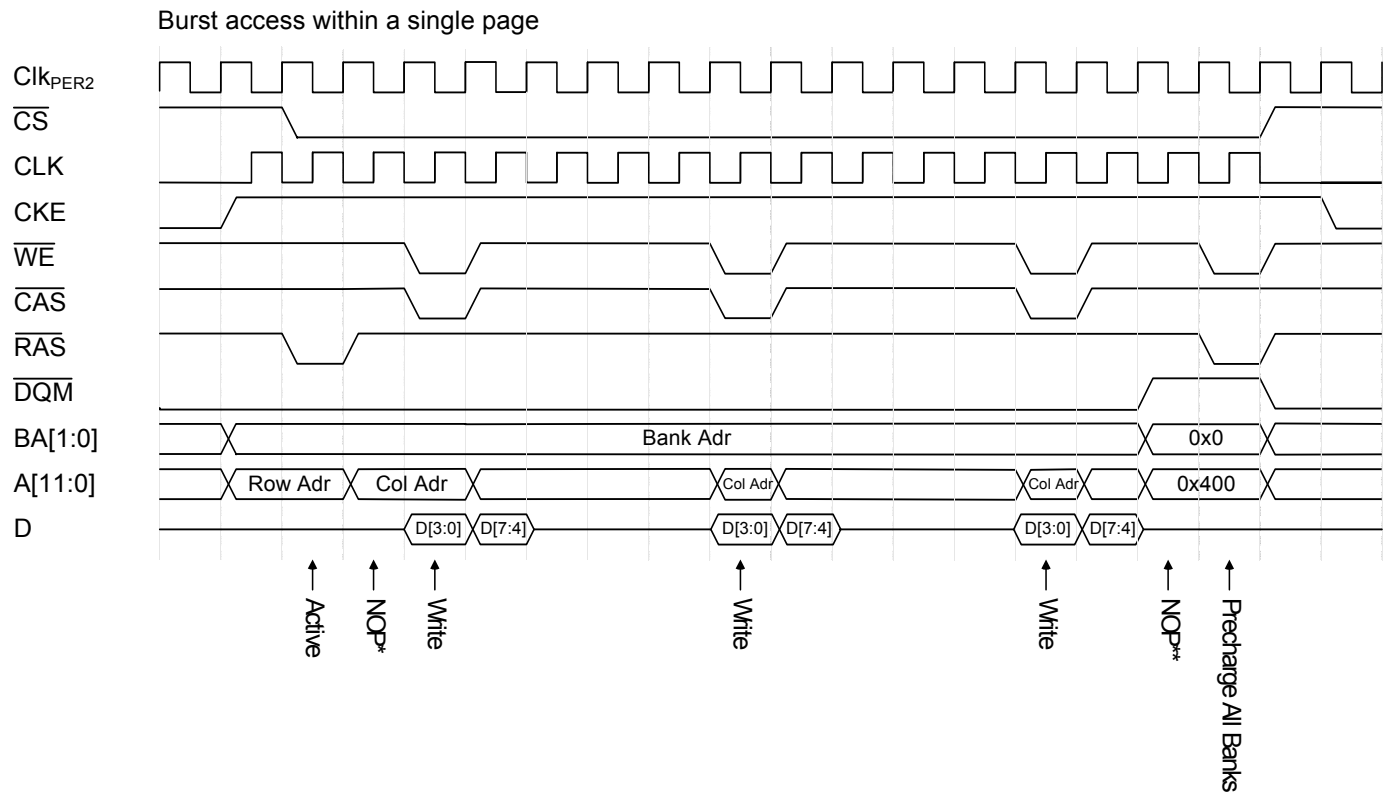 Burst access within a single page
ClkPER2
CS
CLK
CKE
WE
CAS
RAS
DQM
BA[1:0] Bank Adr 0x0
A[11:0] Row Adr Col Adr Col Adr Col Adr 0x400
D D[3:0] D[7:4] D[3:0] D[7:4] D[3:0] D[7:4]
Active
NOP*
Write
Write
Write
NOP**
Precharge All Banks